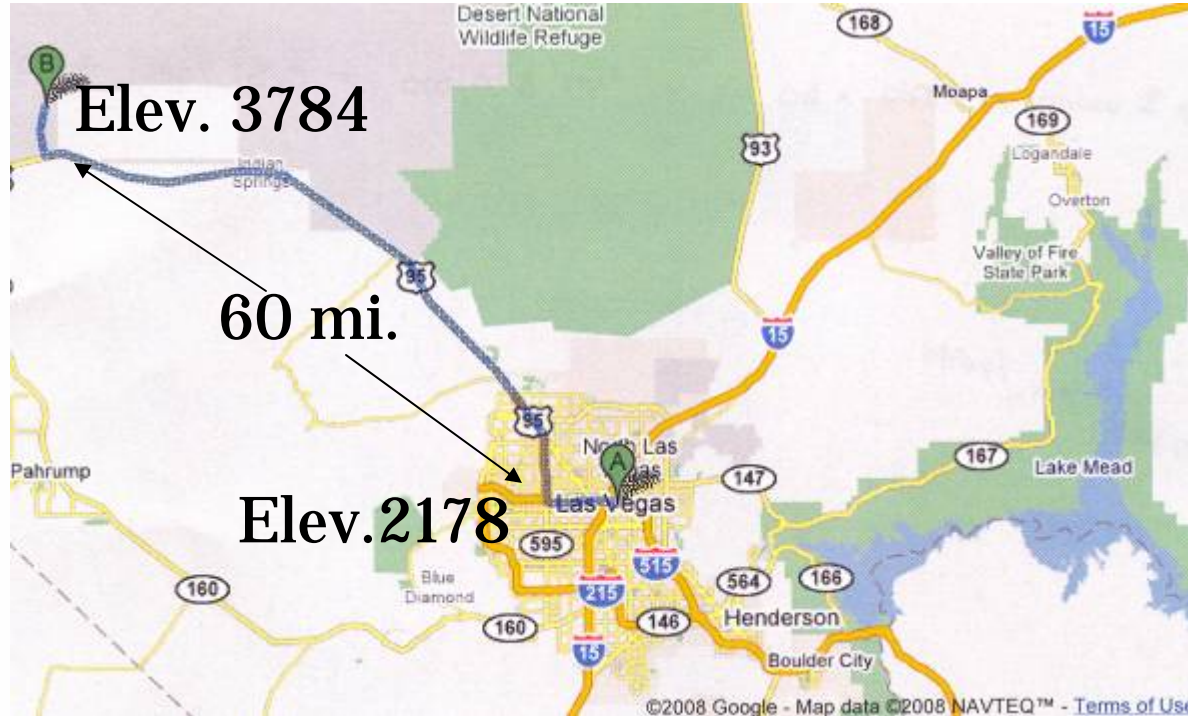 Desert National
Wildlife Refuge
168
15
B
Elev. 3784
Moapa
93
169
Logandale
Indian
Springs
Overton
Valley of Fire
State Park
95
60 mi.
15
95
North Las
A
Pahrump
147
167
Lake Mead
Las Vegas
Elev.2178
595
515
Blue
Diamond
564
166
160
215
160
146
Henderson
15
Boulder City
©2008 Google - Map data ©2008 NAVTEQ™ - Terms of Use